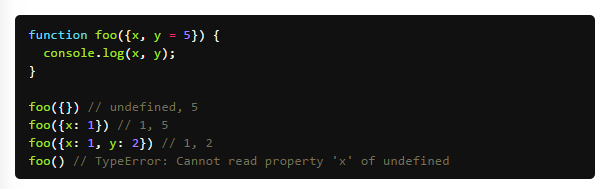 function foo({x, y = 5}) {
  console.log(x, y);
}

foo({}) // undefined, 5
foo({x: 1}) // 1, 5
foo({x: 1, y: 2}) // 1, 2
foo() // TypeError: Cannot read property 'x' of undefined